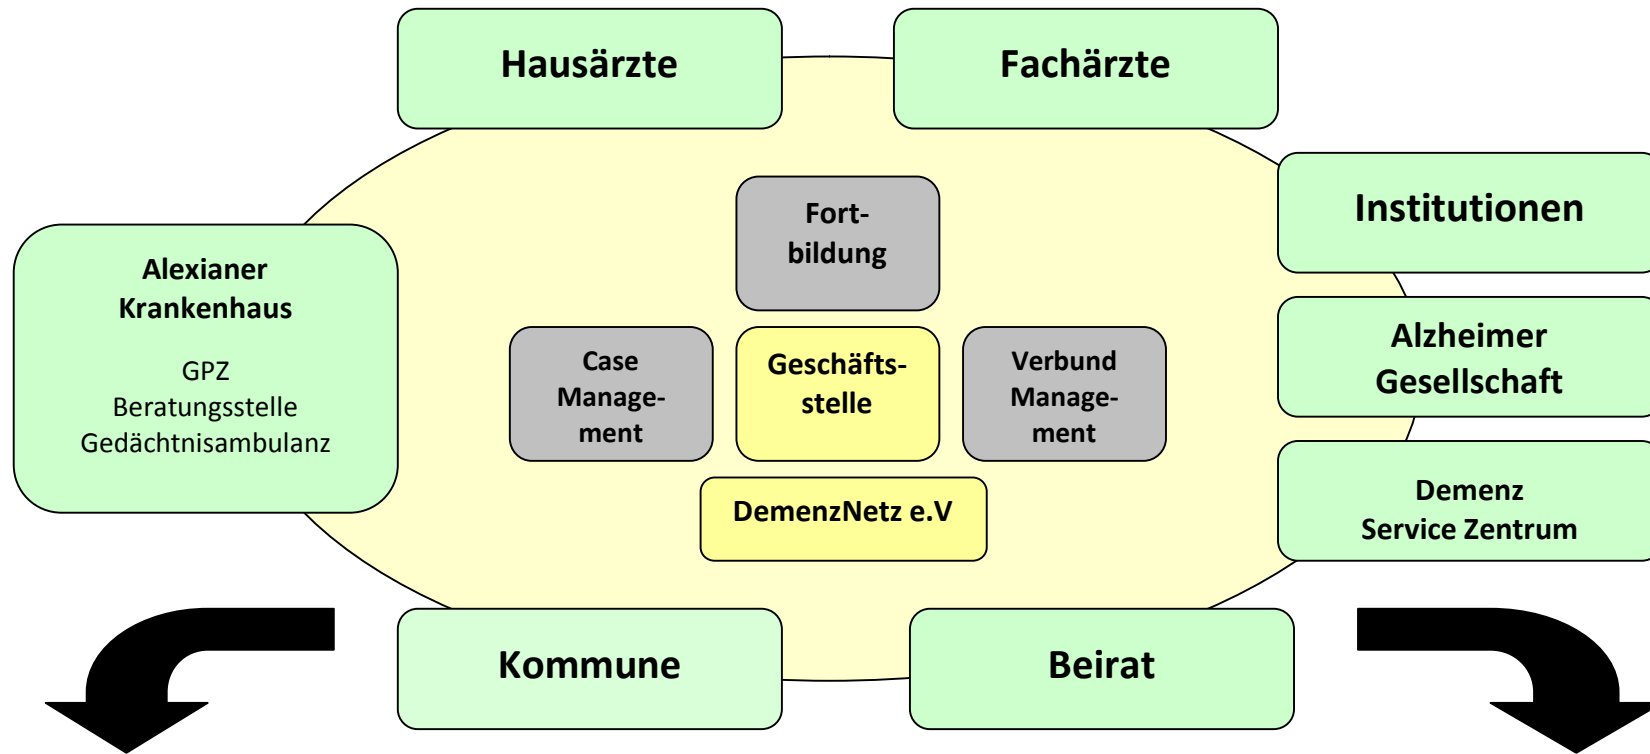 Hausärzte
Fachärzte
Institutionen
Fort-
bildung
Alexianer
Krankenhaus
GPZ
Beratungsstelle
Gedächtnisambulanz
Case
Manage-
ment
Geschäfts-
stelle
Verbund
Manage-
ment
Alzheimer
Gesellschaft
DemenzNetz e.V
Demenz
Service Zentrum
Kommune
Beirat